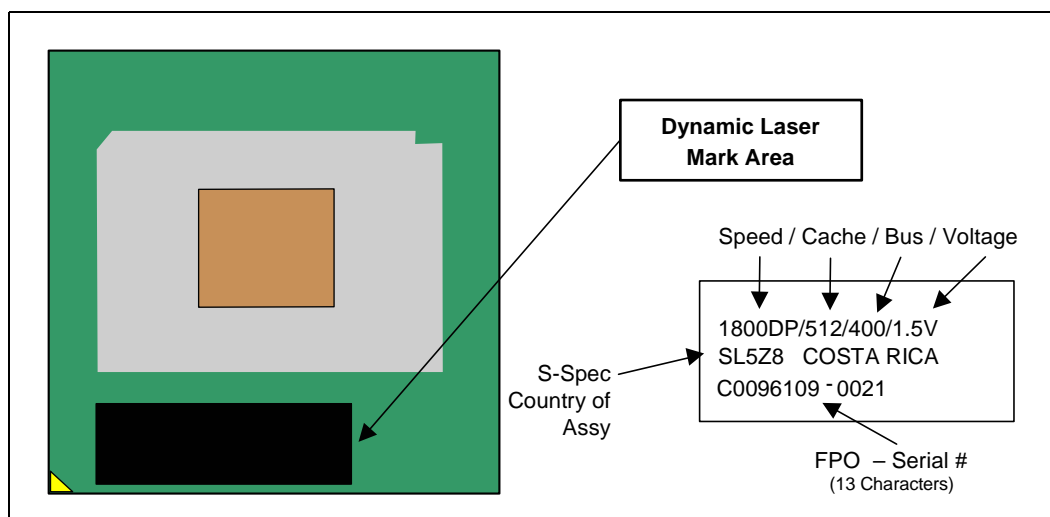 Dynamic Laser
Mark Area
Speed / Cache / Bus / Voltage
1800DP/512/400/1.5V
SL5Z8 COSTA RICA
C0096109 - 0021
S-Spec
Country of
Assy
FPO – Serial #
(13 Characters)